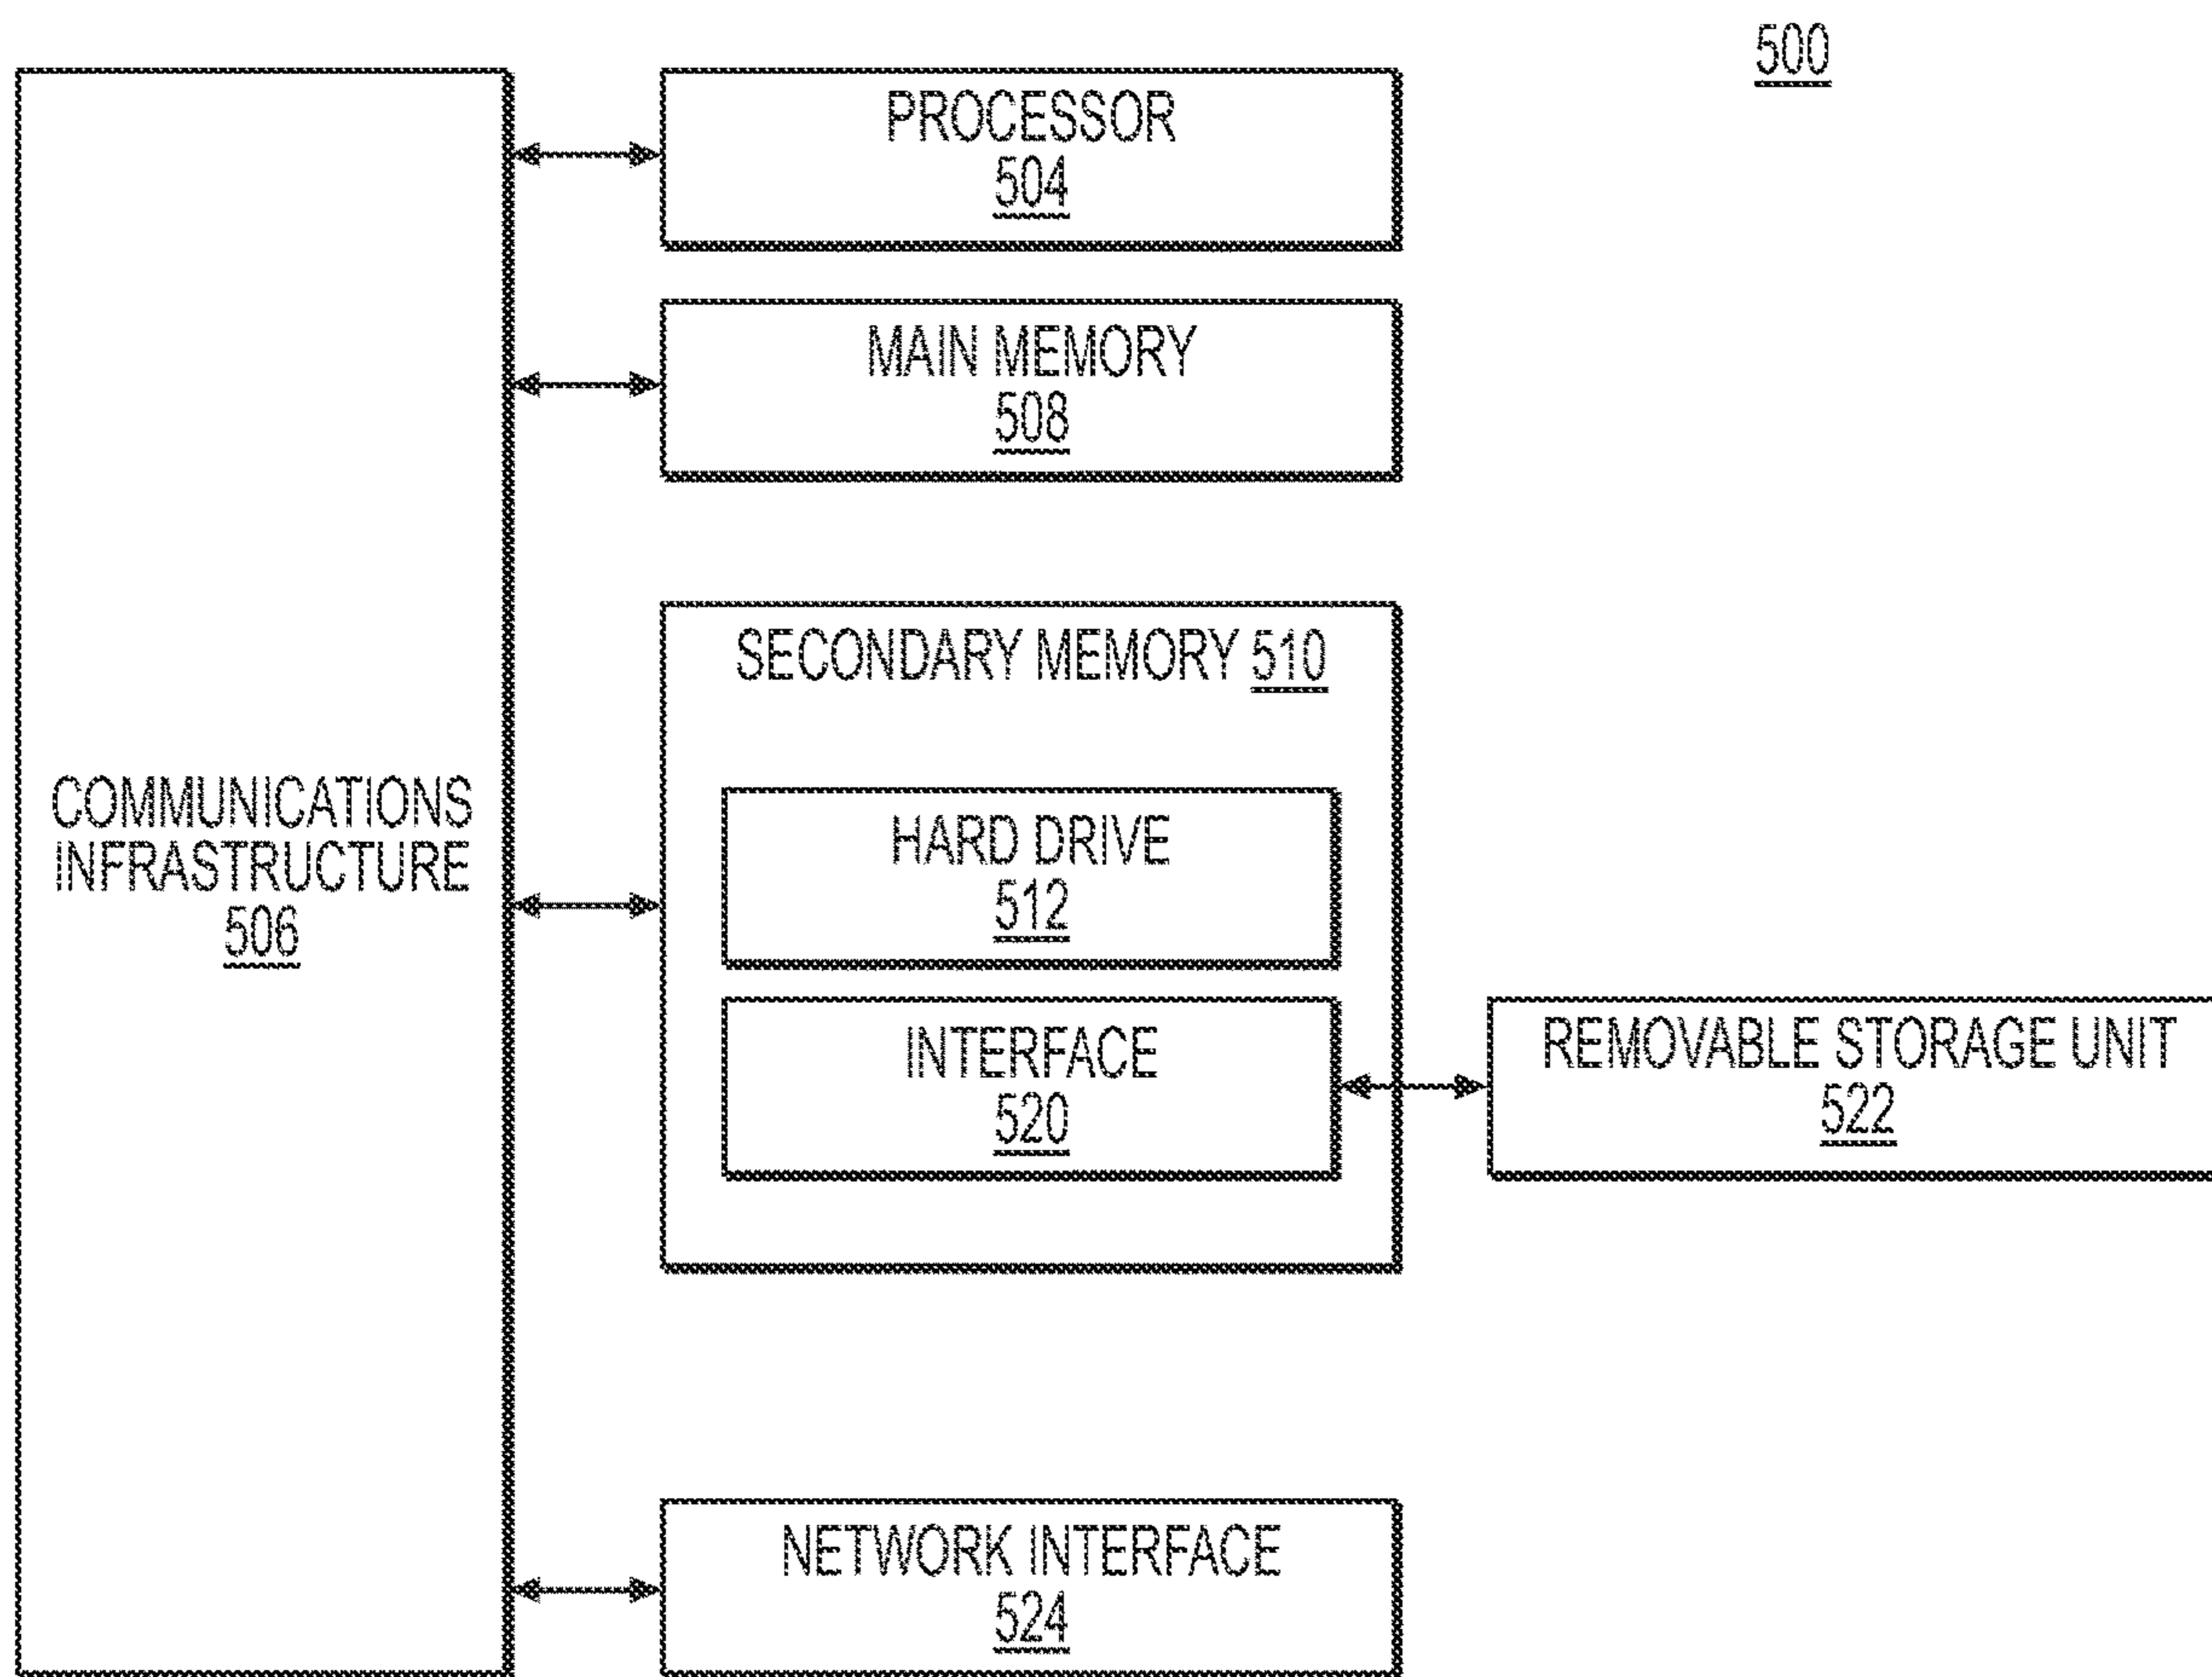 500
PROCESSOR
504
MAIN MEMORY
508
SECONDARY MEMORY 510
COMMUNICATIONS
INFRASTRUCTURE
506
HARD DRIVE
512
INTERFACE
520
REMOVABLE STORAGE UNIT
522
NETWORK INTERFACE
524